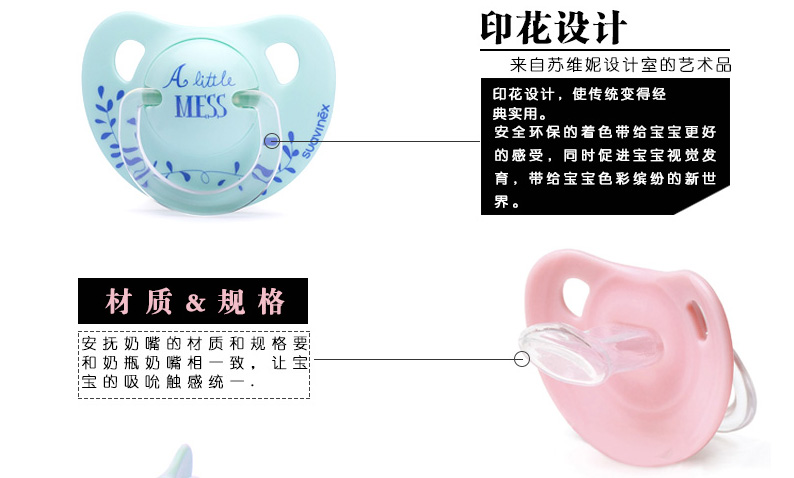 A little
MESS
suavinex
印花设计
来自苏维妮设计室的艺术品
印花设计，使传统变得经
典实用。
安全环保的着色带给宝宝更好
的感受，同时促进宝宝视觉发
育，带给宝宝色彩缤纷的新世
界。
材质&规格
安抚奶嘴的材质和规格要
和奶瓶奶嘴相一致，让宝
宝的吸吮触感统一.